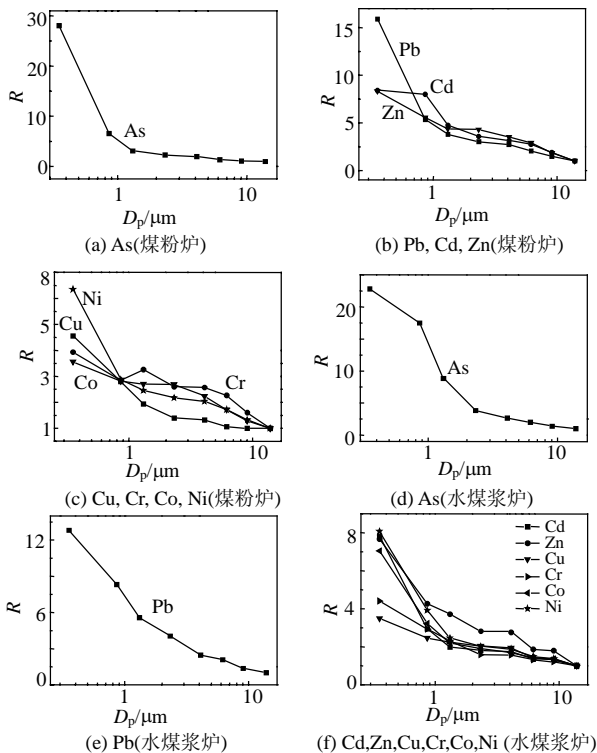 30
20
10
0
R
As
1
10
Dp/μm
(a) As(煤粉炉)
15
10
5
0
R
Pb
Cd
Zn
1
10
Dp/μm
(b) Pb, Cd, Zn(煤粉炉)
8
5
3
1
R
Ni
Cu
Co
Cr
1
10
Dp/μm
(c) Cu, Cr, Co, Ni(煤粉炉)
20
10
0
R
As
1
10
Dp/μm
(d) As(水煤浆炉)
12
6
0
R
Pb
1
10
Dp/μm
(e) Pb(水煤浆炉)
8
4
0
R
Cd
Zn
Cu
Cr
Co
Ni
1
10
Dp/μm
(f) Cd,Zn,Cu,Cr,Co,Ni (水煤浆炉)